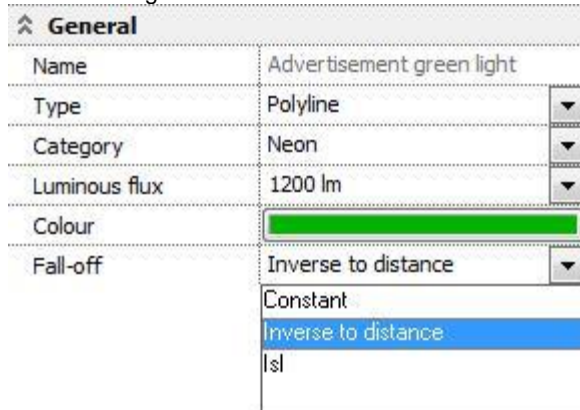 General
Name Advertisement green light
Type Polyline
Category Neon
Luminous flux 1200 lm
Colour
Fall-off Inverse to distance
Constant
Inverse to distance
Isl